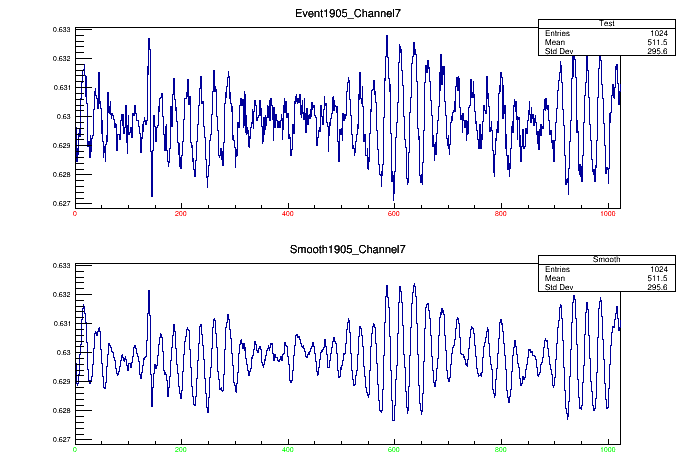 Event1905_Channel7
Test
Entries 1024
Mean 511.5
Std Dev 295.6
0.633
0.632
0.631
0.63
0.629
0.628
0.627
0 200 400 600 800 1000
Smooth1905_Channel7
Smooth
Entries 1024
Mean 511.5
Std Dev 295.6
0.633
0.632
0.631
0.63
0.629
0.628
0.627
0 200 400 600 800 1000